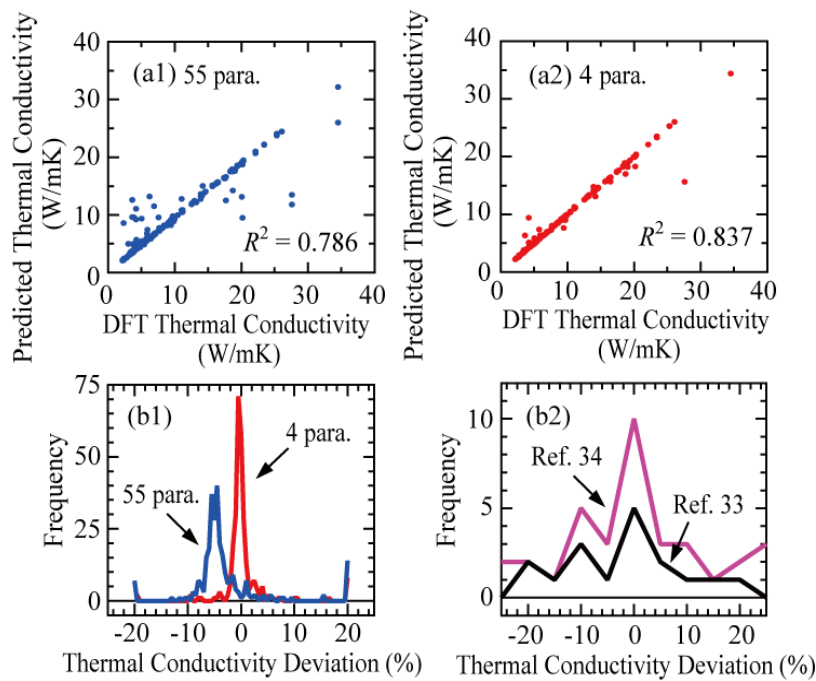 Predicted Thermal Conductivity
(W/mK)
40
30
20
10
0
(a1) 55 para.
R² = 0.786
0
10
20
30
40
DFT Thermal Conductivity
(W/mK)
Predicted Thermal Conductivity
(W/mK)
40
30
20
10
0
(a2) 4 para.
R² = 0.837
0
10
20
30
40
DFT Thermal Conductivity
(W/mK)
Frequency
75
50
25
0
(b1)
4 para.
55 para.
-20
-10
0
10
20
Thermal Conductivity Deviation (%)
Frequency
10
5
0
(b2)
Ref. 34
Ref. 33
-20
-10
0
10
20
Thermal Conductivity Deviation (%)